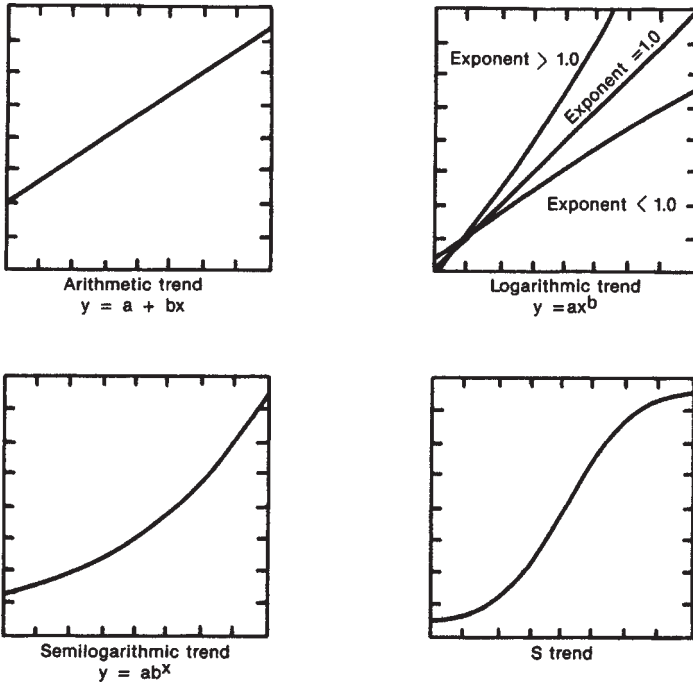 Exponent > 1.0
Exponent =1.0
Exponent < 1.0
Arithmetic trend
y = a + bx
Logarithmic trend
y =ax^b
Semilogarithmic trend
y = ab^x
S trend